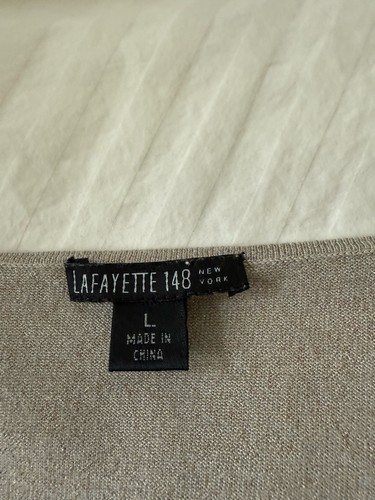 LAFAYETTE 148 NEW YORK
L
MADE IN
CHINA